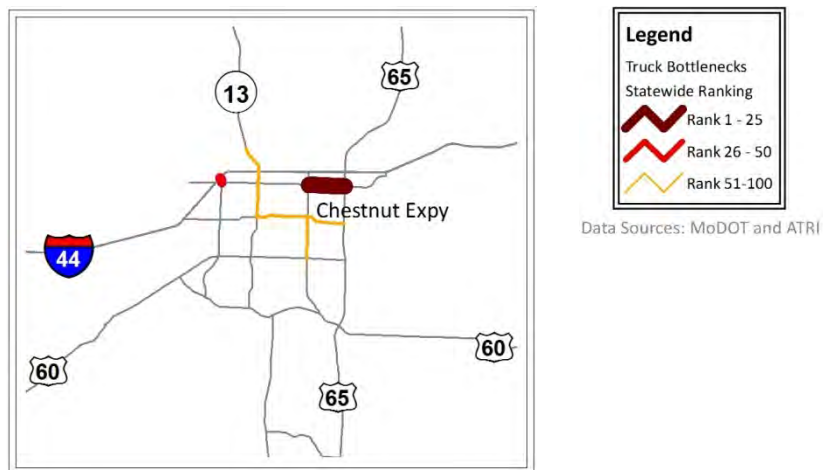 65
13
Chestnut Expy
44
60
60
65
Legend
Truck Bottlenecks
Statewide Ranking
Rank 1 - 25
Rank 26 - 50
Rank 51-100
Data Sources: MoDOT and ATRI